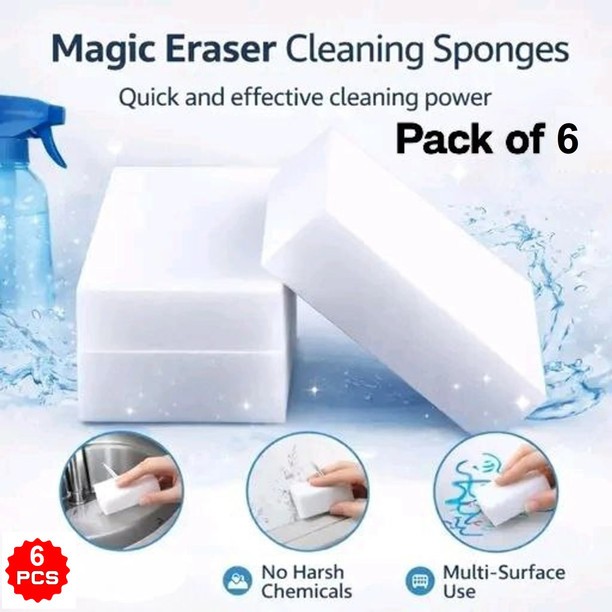 Magic Eraser Cleaning Sponges
Quick and effective cleaning power
Pack of 6
6
PCS
No Harsh
Chemicals
Multi-Surface
Use